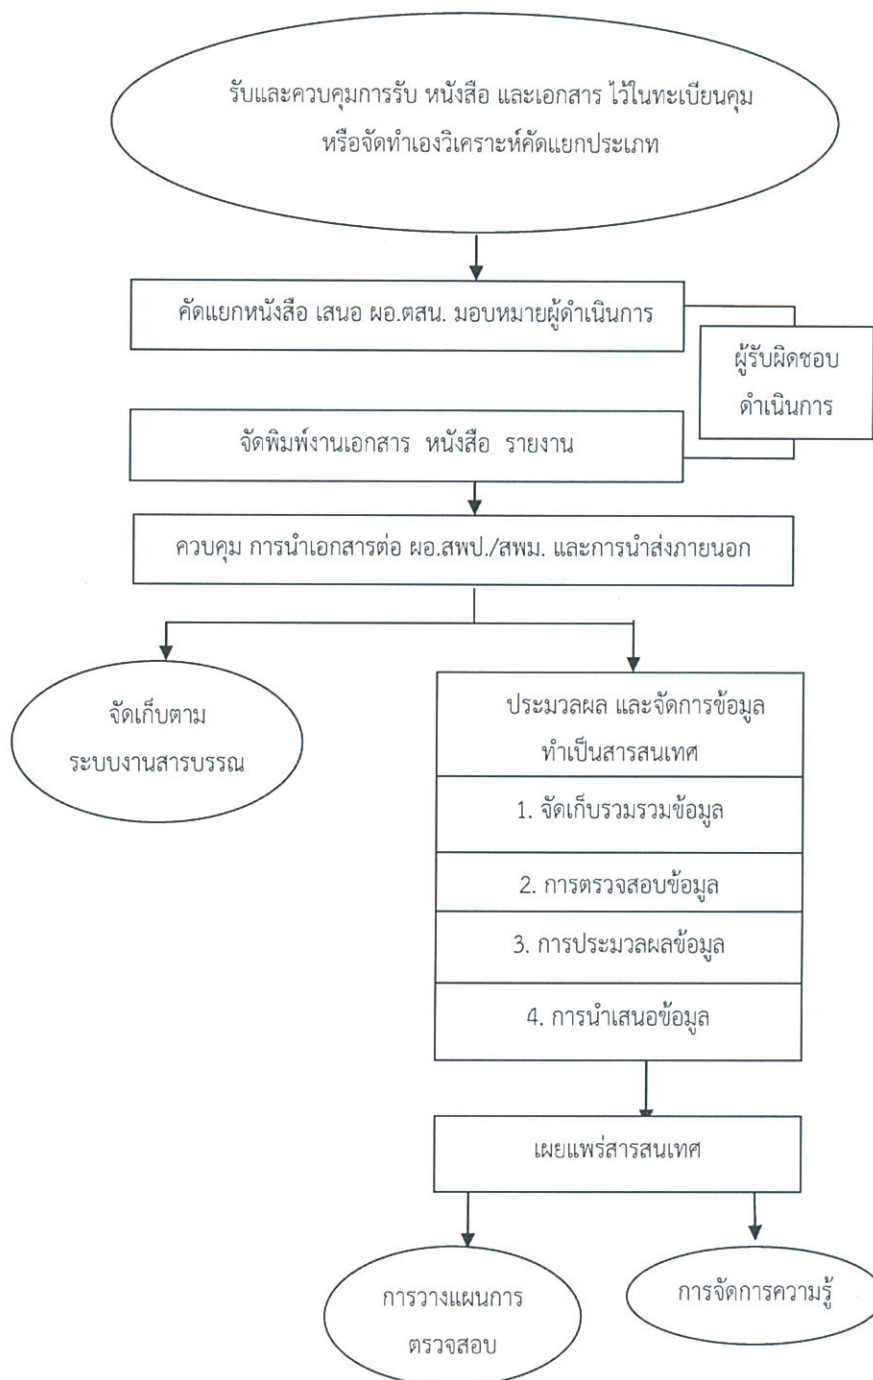 รับและควบคุมการรับ หนังสือ และเอกสาร ไว้ในทะเบียนคุม
หรือจัดทำเองวิเคราะห์คัดแยกประเภท
คัดแยกหนังสือ เสนอ ผอ.ตสน. มอบหมายผู้ดำเนินการ
ผู้รับผิดชอบ
ดำเนินการ
จัดพิมพ์งานเอกสาร หนังสือ รายงาน
ควบคุม การนำเอกสารต่อ ผอ.สพป./สพม. และการนำส่งภายนอก
จัดเก็บตาม
ระบบงานสารบรรณ
ประมวลผล และจัดการข้อมูล
ทำเป็นสารสนเทศ
1. จัดเก็บรวมรวมข้อมูล
2. การตรวจสอบข้อมูล
3. การประมวลผลข้อมูล
4. การนำเสนอข้อมูล
เผยแพร่สารสนเทศ
การวางแผนการ
ตรวจสอบ
การจัดการความรู้